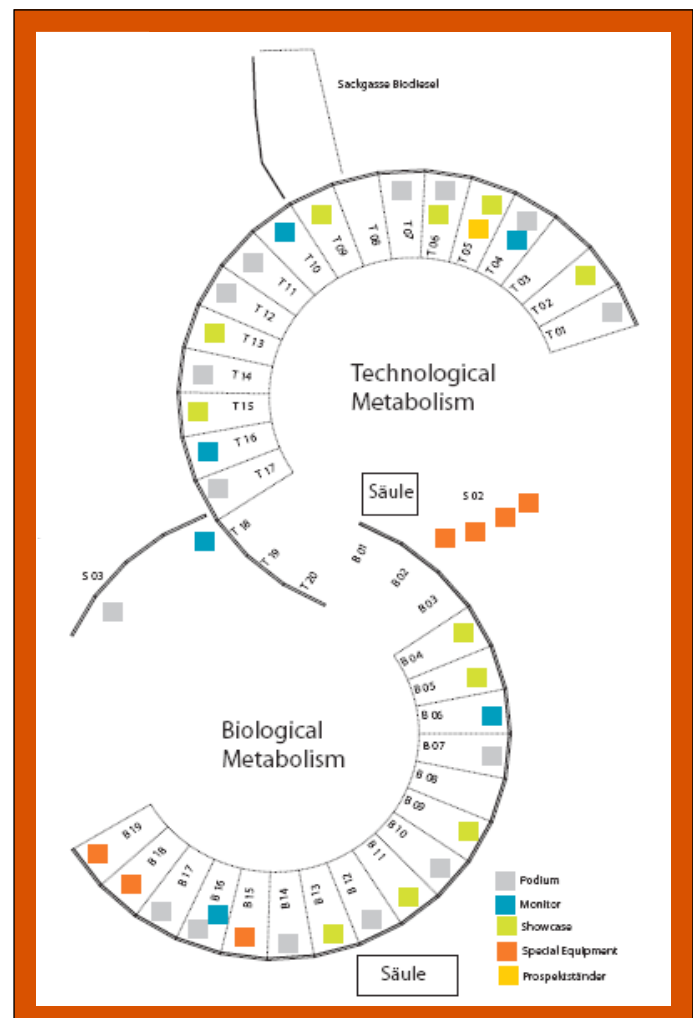 Sackgasse Biodiesel
T 01
T 02
T 03
T 04
T 05
T 06
T 07
T 08
T 09
T 10
T 11
T 12
T 13
T 14
T 15
T 16
T 17
T 18
T 19
T 20
Technological
Metabolism
Säule
S 02
S 03
B 01
B 02
B 03
B 04
B 05
B 06
B 07
B 08
B 09
B 10
B 11
B 12
B 13
B 14
B 15
B 16
B 17
B 18
B 19
Biological
Metabolism
Säule
Podium
Monitor
Showcase
Special Equipment
Prospektständer